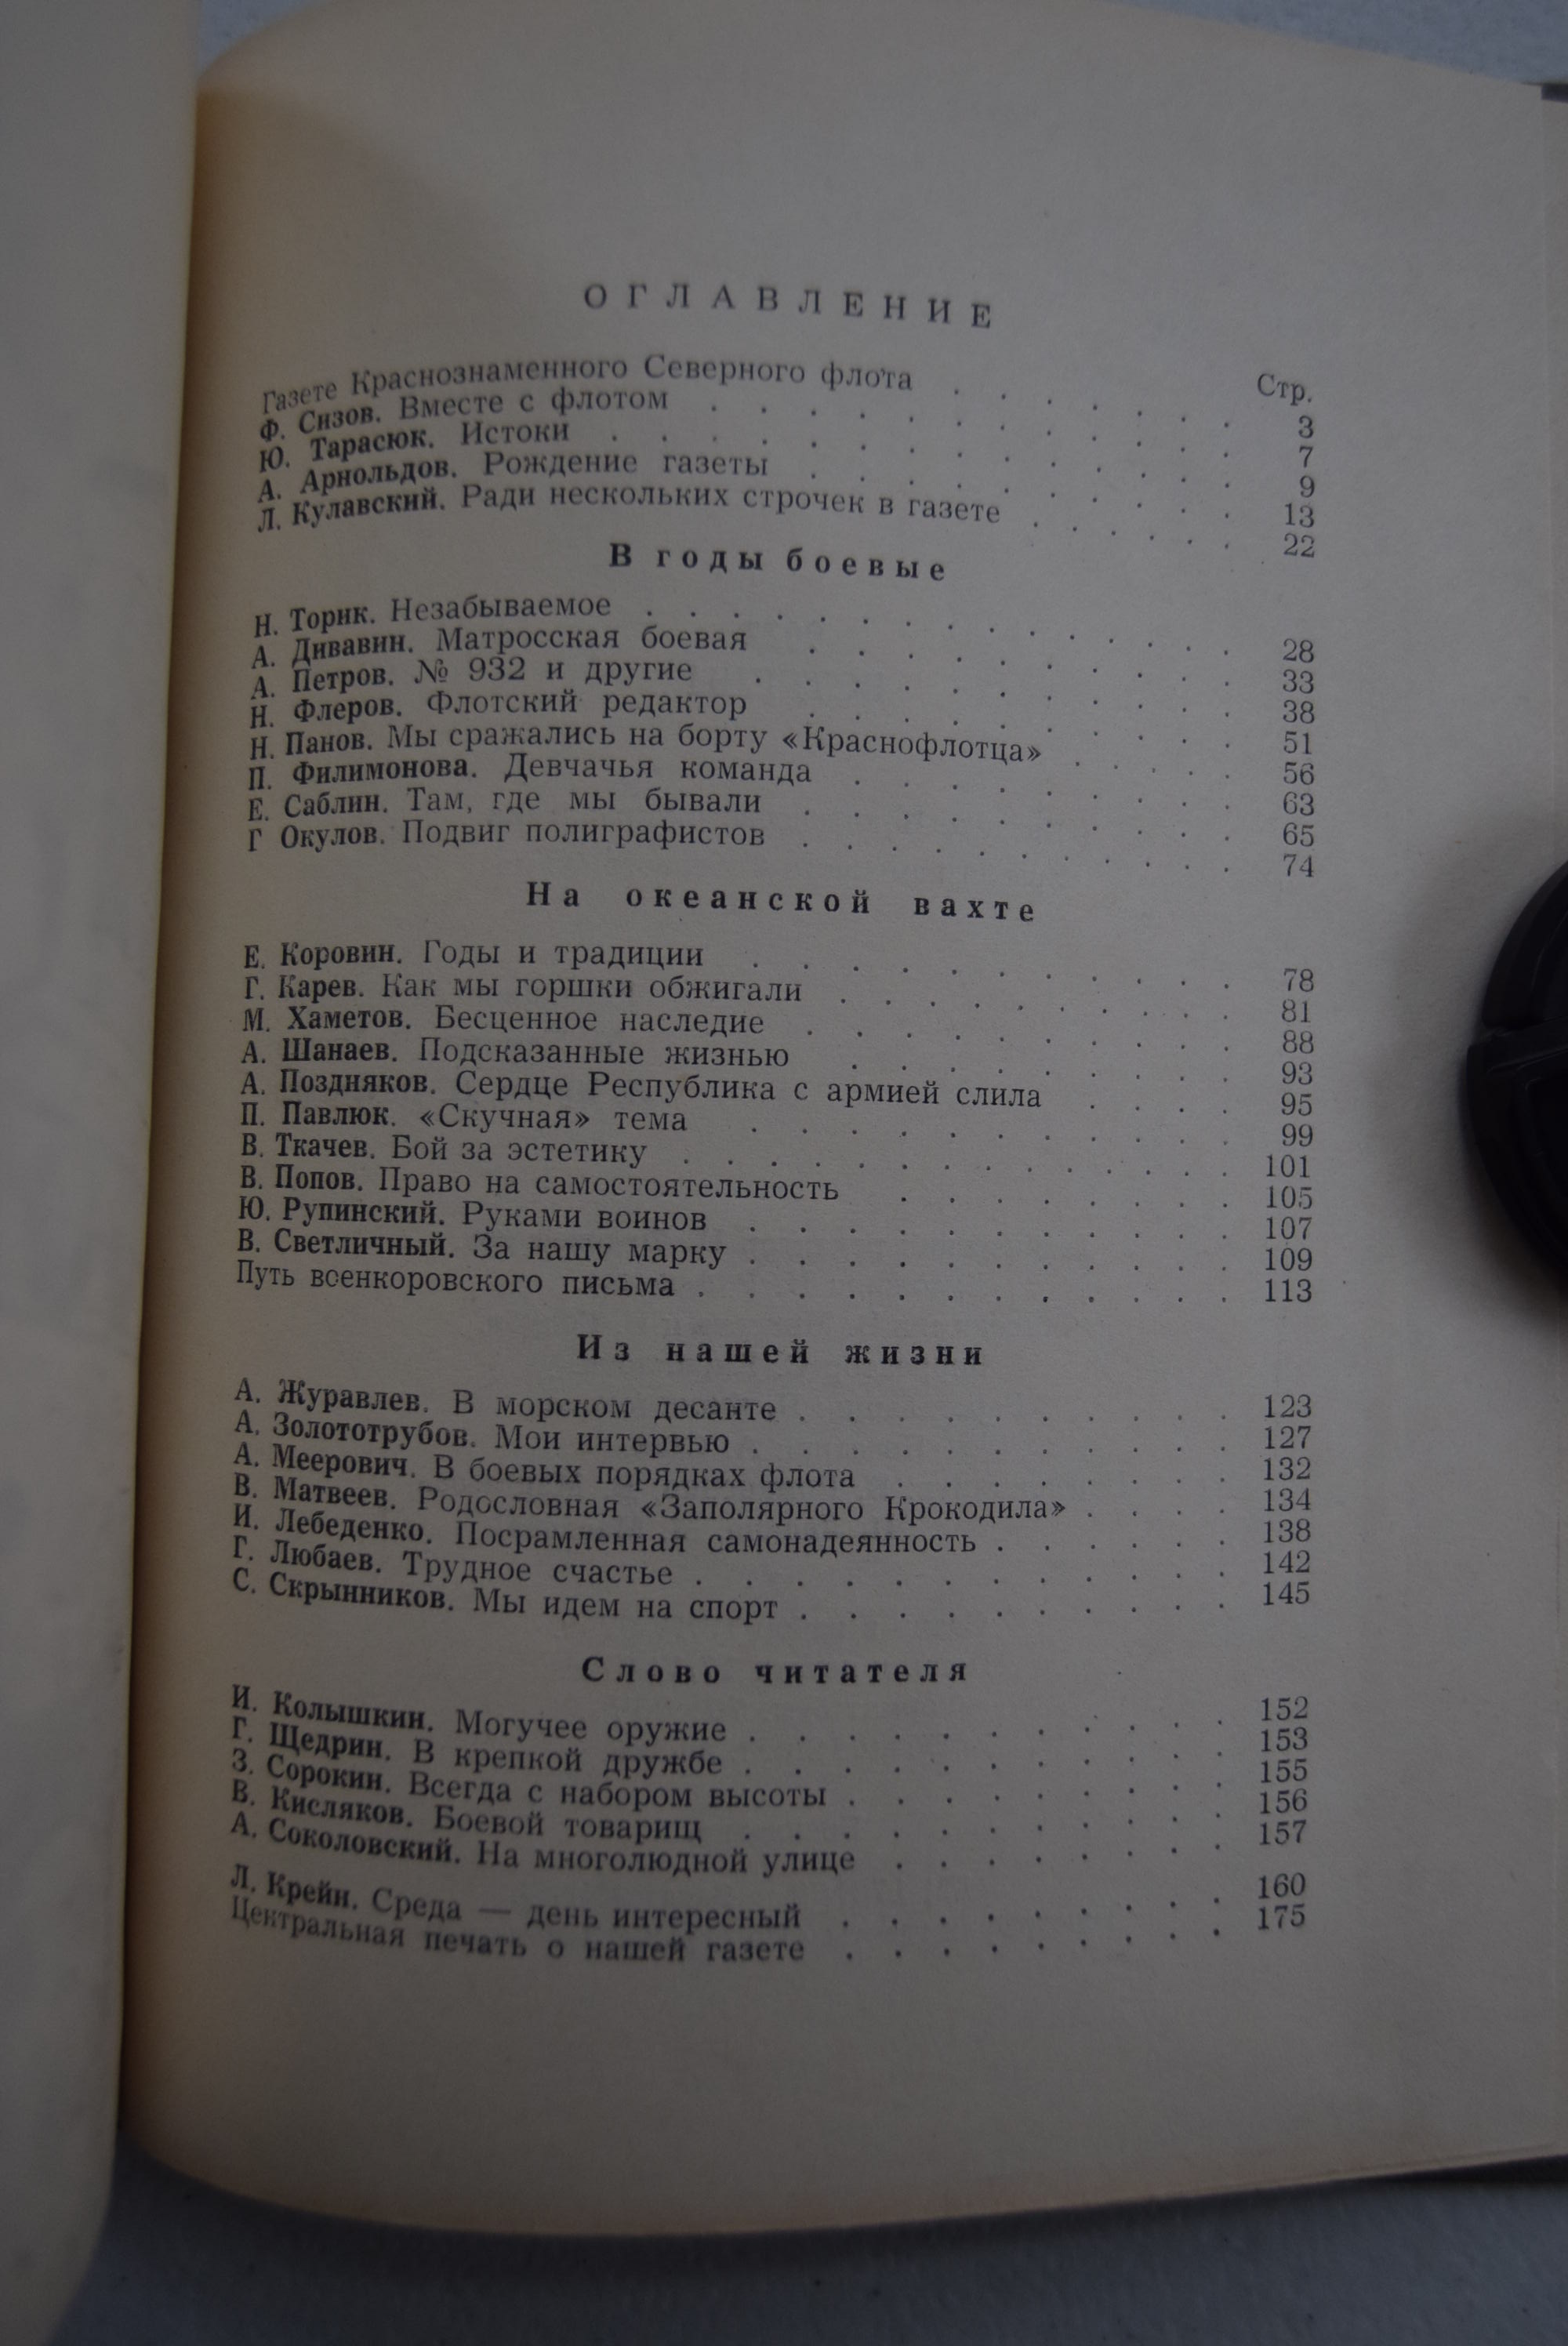 ОГЛАВЛЕНИЕ
Стр.
Газете Краснознаменного Северного флота . . . . . . 3
Ф. Сизов. Вместе с флотом . . . . . . . . . . . 7
Ю. Тарасюк. Истоки . . . . . . . . . . . . . 9
А. Арнольдов. Рождение газеты . . . . . . . . . 13
Л. Кулавский. Ради нескольких строчек в газете . . . . . 22
В годы боевые
Н. Торик. Незабываемое . . . . . . . . . . . . . . 28
А. Дивавин. Матросская боевая . . . . . . . . . . 33
А. Петров. № 932 и другие . . . . . . . . . . . 38
Н. Флеров. Флотский редактор . . . . . . . . . . 51
Н. Панов. Мы сражались на борту «Краснофлотца» . . . . 56
П. Филимонова. Девчачья команда . . . . . . . . . 63
Е. Саблин. Там, где мы бывали . . . . . . . . . . 65
Г Окулов. Подвиг полиграфистов . . . . . . . . . . 74
На океанской вахте
Е. Коровин. Годы и традиции . . . . . . . . . . . 78
Г. Карев. Как мы горшки обжигали . . . . . . . . . 81
М. Хаметов. Бесценное наследие . . . . . . . . . . 88
А. Шанаев. Подсказанные жизнью . . . . . . . . . 93
А. Поздняков. Сердце Республика с армией слила . . . . 95
П. Павлюк. «Скучная» тема . . . . . . . . . . . 99
В. Ткачев. Бой за эстетику . . . . . . . . . . . . . 101
В. Попов. Право на самостоятельность . . . . . . . . 105
Ю. Рупинский. Руками воинов . . . . . . . . . . . 107
В. Светличный. За нашу марку . . . . . . . . . . . 109
Путь военкоровского письма . . . . . . . . . . . . 113
Из нашей жизни
А. Журавлев. В морском десанте . . . . . . . . . . 123
А. Золототрубов. Мои интервью . . . . . . . . . . . 127
А. Меерович. В боевых порядках флота . . . . . . . . 132
В. Матвеев. Родословная «Заполярного Крокодила» . . . . 134
И. Лебеденко. Посрамленная самонадеянность . . . . . . 138
Г. Любаев. Трудное счастье . . . . . . . . . . . . 142
С. Скрынников. Мы идем на спорт . . . . . . . . . . 145
Слово читателя
И. Колышкин. Могучее оружие . . . . . . . . . . . 152
Г. Щедрин. В крепкой дружбе . . . . . . . . . . . 153
З. Сорокин. Всегда с набором высоты . . . . . . . . . 155
В. Кисляков. Боевой товарищ . . . . . . . . . . . 156
А. Соколовский. На многолюдной улице . . . . . . . . 157
Л. Крейн. Среда — день интересный . . . . . . . . . 160
Центральная печать о нашей газете . . . . . . . . . 175